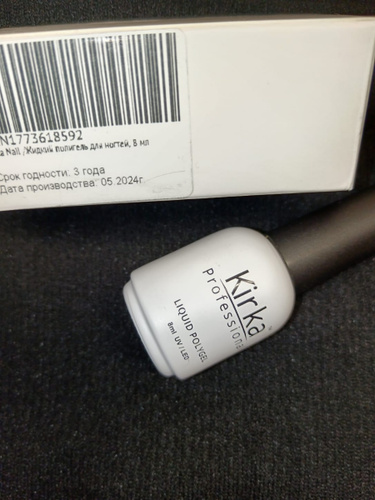 N1773618592
a Nail /Жидкий полигель для ногтей, 8 мл
Срок годности: 3 года
Дата производства: 05.2024г.
Kirka
Professional
LIQUID POLYGEL
8ml UV / LED